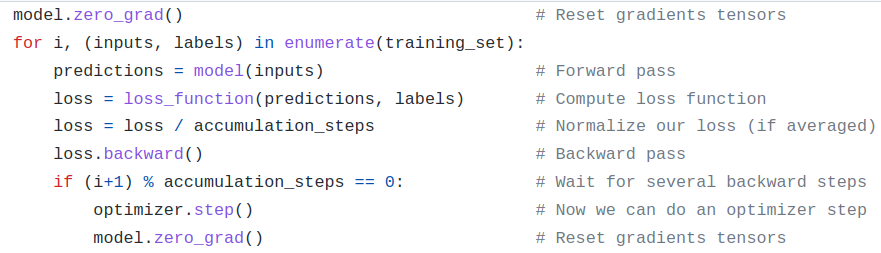 model.zero_grad() # Reset gradients tensors
for i, (inputs, labels) in enumerate(training_set):
    predictions = model(inputs) # Forward pass
    loss = loss_function(predictions, labels) # Compute loss function
    loss = loss / accumulation_steps # Normalize our loss (if averaged)
    loss.backward() # Backward pass
    if (i+1) % accumulation_steps == 0: # Wait for several backward steps
        optimizer.step() # Now we can do an optimizer step
        model.zero_grad() # Reset gradients tensors